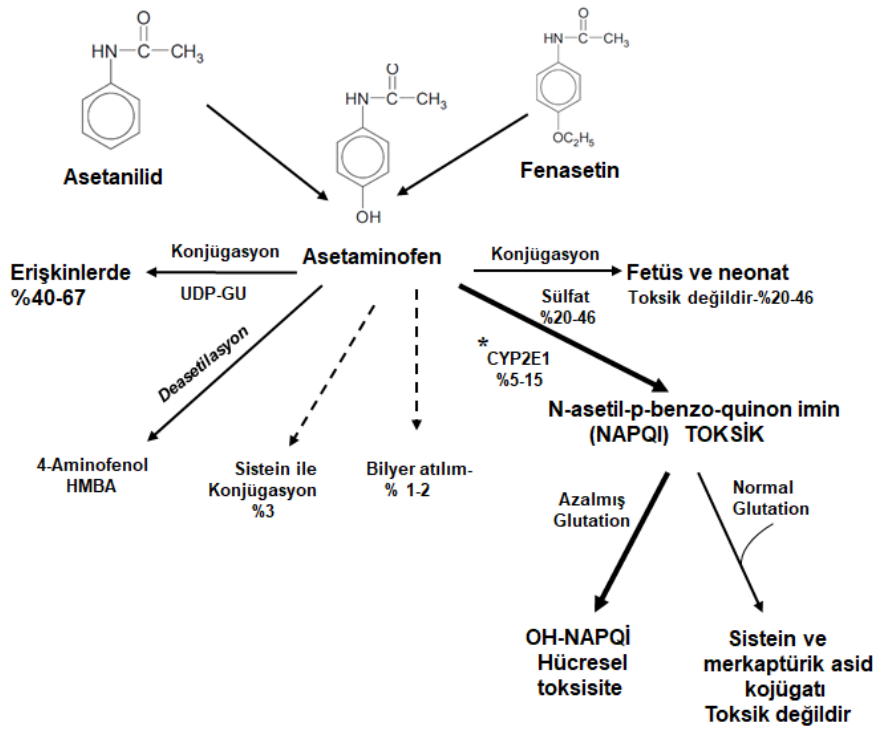 O
HN-C-CH3
Asetanilid
O
HN-C-CH3
OH
O
HN-C-CH3
OC2H5
Fenasetin
Asetaminofen
Konjügasyon
UDP-GU
Erişkinlerde
%40-67
Konjügasyon
Sülfat
%20-46
Fetüs ve neonat
Toksik değildir-%20-46
Deasetilasyon
*CYP2E1
%5-15
N-asetil-p-benzo-quinon imin
(NAPQI) TOKSİK
4-Aminofenol
HMBA
Sistein ile
Konjügasyon
%3
Bilyer atılım-
% 1-2
Azalmış
Glutation
Normal
Glutation
OH-NAPQİ
Hücresel
toksisite
Sistein ve
merkaptürik asid
kojügatı
Toksik değildir